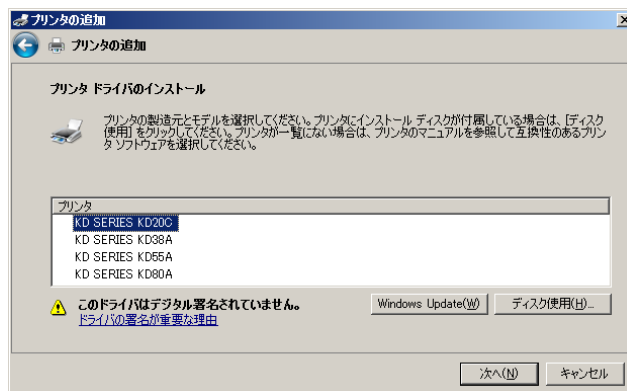 プリンタの追加
プリンタの追加
プリンタ ドライバのインストール
プリンタの製造元とモデルを選択してください。プリンタにインストール ディスクが付属している場合は、[ディスク
使用] をクリックしてください。プリンタが一覧にない場合は、プリンタのマニュアルを参照して互換性のあるプリン
タ ソフトウェアを選択してください。
プリンタ
KD SERIES KD20C
KD SERIES KD38A
KD SERIES KD55A
KD SERIES KD80A
このドライバはデジタル署名されていません。
ドライバの署名が重要な理由
Windows Update(W)
ディスク使用(H)...
次へ(N)
キャンセル